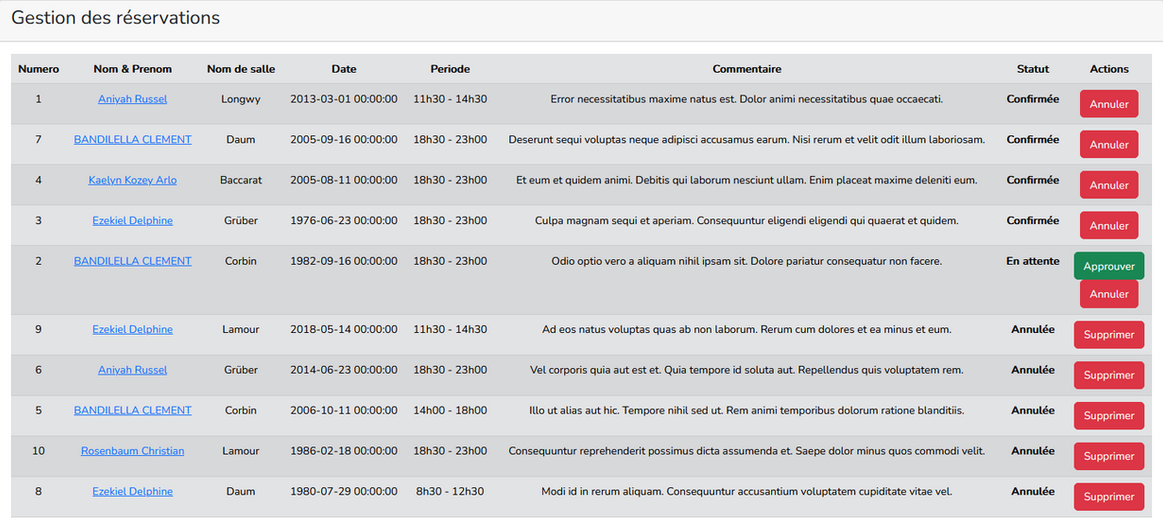 Gestion des réservations
Numero Nom & Prenom Nom de salle Date Periode Commentaire Statut Actions
1 Aniyah Russel Longwy 2013-03-01 00:00:00 11h30 - 14h30 Error necessitatibus maxime natus est. Dolor animi necessitatibus quae occaecati. Confirmée Annuler
7 BANDILELLA CLEMENT Daum 2005-09-16 00:00:00 18h30 - 23h00 Deserunt sequi voluptas neque adipisci accusamus earum. Nisi rerum et velit odit illum laboriosam. Confirmée Annuler
4 Kaelyn Kozey Arlo Baccarat 2005-08-11 00:00:00 18h30 - 23h00 Et eum et quidem animi. Debitis qui laborum nesciunt ullam. Enim placeat maxime deleniti eum. Confirmée Annuler
3 Ezekiel Delphine Grüber 1976-06-23 00:00:00 18h30 - 23h00 Culpa magnam sequi et aperiam. Consequuntur eligendi eligendi qui quaerat et quidem. Confirmée Annuler
2 BANDILELLA CLEMENT Corbin 1982-09-16 00:00:00 18h30 - 23h00 Odio optio vero a aliquam nihil ipsam sit. Dolore pariatur consequatur non facere. En attente Approuver
Annuler
9 Ezekiel Delphine Lamour 2018-05-14 00:00:00 11h30 - 14h30 Ad eos natus voluptas quas ab non laborum. Rerum cum dolores et ea minus et eum. Annulée Supprimer
6 Aniyah Russel Grüber 2014-06-23 00:00:00 18h30 - 23h00 Vel corporis quia aut est et. Quia tempore id soluta aut. Repellendus quis voluptatem rem. Annulée Supprimer
5 BANDILELLA CLEMENT Corbin 2006-10-11 00:00:00 14h00 - 18h00 Illo ut alias aut hic. Tempore nihil sed ut. Rem animi temporibus dolorum ratione blanditiis. Annulée Supprimer
10 Rosenbaum Christian Lamour 1986-02-18 00:00:00 18h30 - 23h00 Consequuntur reprehenderit possimus dicta assumenda et. Saepe dolor minus quos commodi velit. Annulée Supprimer
8 Ezekiel Delphine Daum 1980-07-29 00:00:00 8h30 - 12h30 Modi id in rerum aliquam. Consequuntur accusantium voluptatem cupiditate vitae vel. Annulée Supprimer